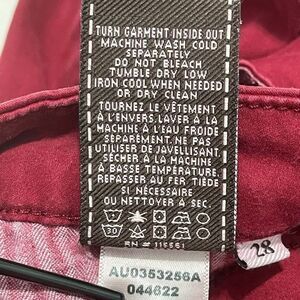 TURN GARMENT INSIDE OUT
MACHINE WASH COLD
SEPARATELY
DO NOT BLEACH
TUMBLE DRY LOW
IRON COOL WHEN NEEDED
OR DRY CLEAN
TOURNEZ LE VÊTEMENT
À L'ENVERS. LAVER À LA
MACHINE À L'EAU FROIDE
SÉPARÉMENT. NE PAS
UTILISER DE JAVELLISANT.
SÉCHER À LA MACHINE
À BASSE TEMPÉRATURE.
REPASSER AU FER TIÈDE
SI NÉCESSAIRE
OU NETTOYER À SEC.
30
RN # 115561
28
AU0353256A
044622